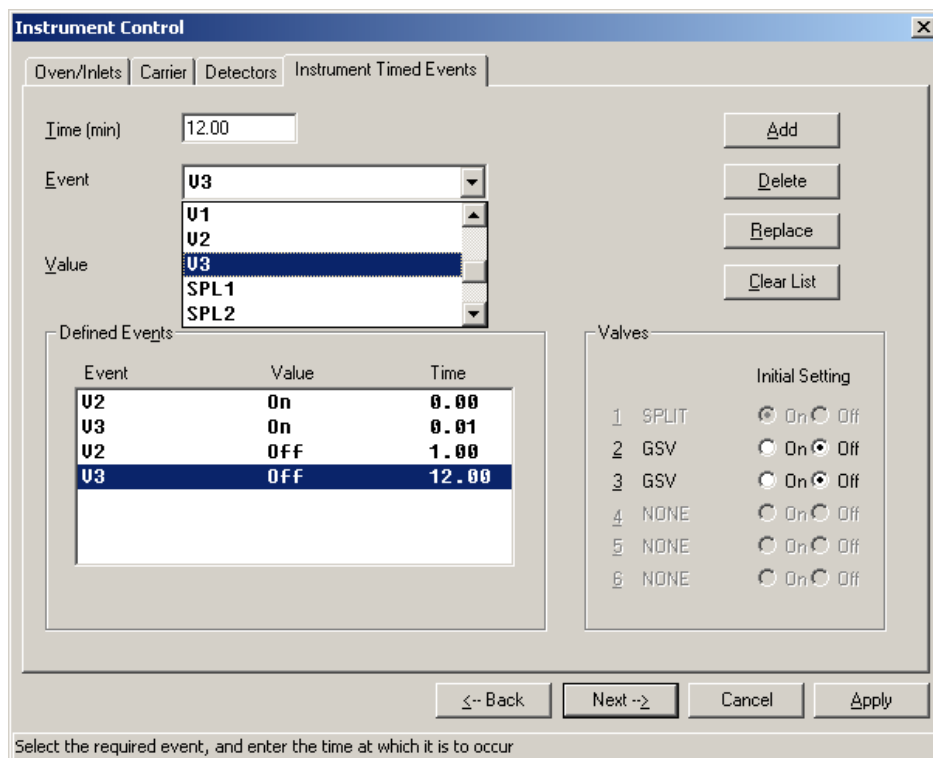 Instrument Control
Oven/Inlets Carrier Detectors Instrument Timed Events
Time (min) 12.00 Add
Event V3 Delete
V1
V2 Replace
Value V3
SPL1 Clear List
SPL2
Defined Events Valves
Event Value Time Initial Setting
V2 On 0.00
V3 On 0.01
V2 Off 1.00
V3 Off 12.00
1 SPLIT On Off
2 GSV On Off
3 GSV On Off
4 NONE On Off
5 NONE On Off
6 NONE On Off
<-- Back Next --> Cancel Apply
Select the required event, and enter the time at which it is to occur